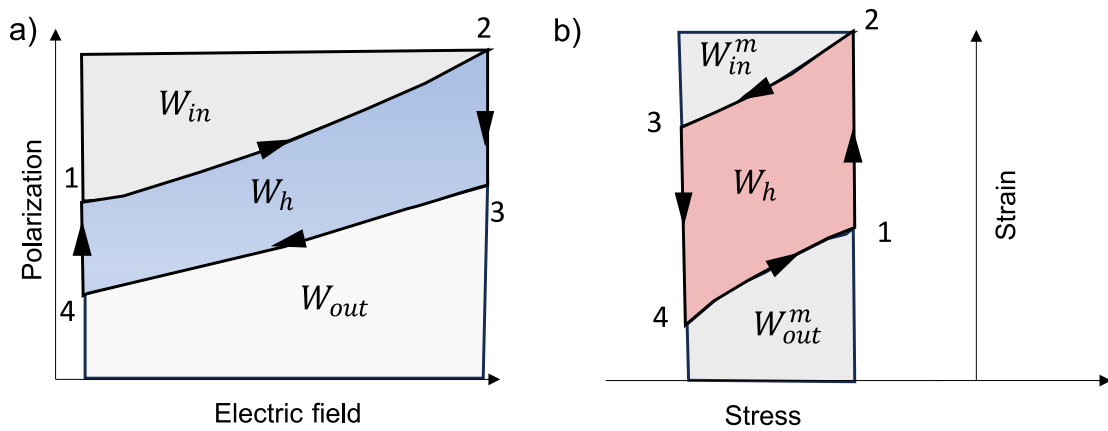 a)
Polarization
2
W_in
1
W_h
3
4
W_out
Electric field
b)
2
W_in^m
3
W_h
1
4
W_out^m
Strain
Stress